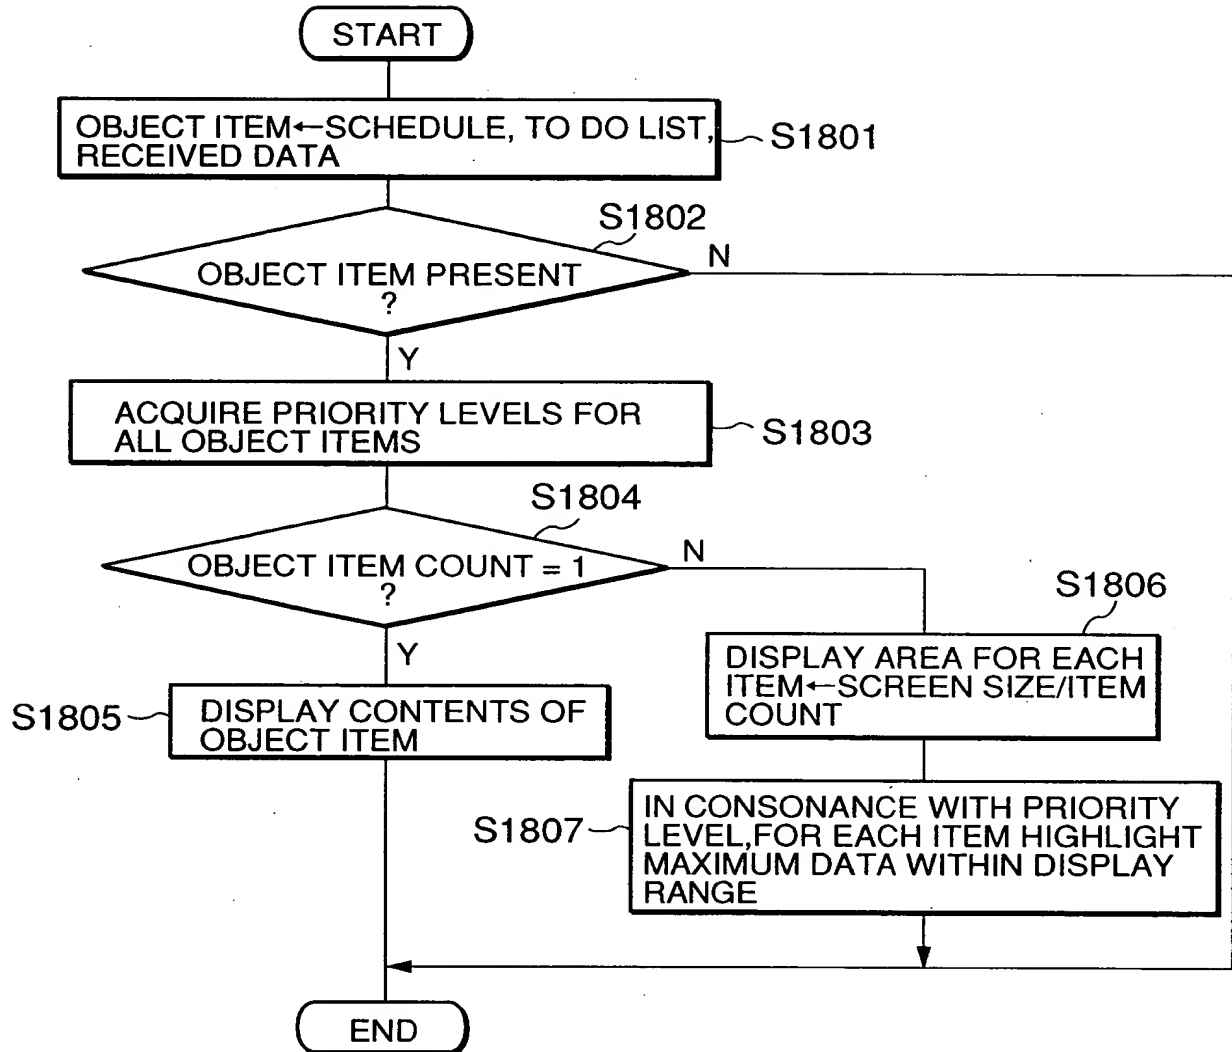 START
OBJECT ITEM←SCHEDULE, TO DO LIST,
RECEIVED DATA
S1801
S1802
OBJECT ITEM PRESENT
?
N
Y
ACQUIRE PRIORITY LEVELS FOR
ALL OBJECT ITEMS
S1803
S1804
OBJECT ITEM COUNT = 1
?
N
Y
S1806
DISPLAY AREA FOR EACH
ITEM←SCREEN SIZE/ITEM
COUNT
S1805
DISPLAY CONTENTS OF
OBJECT ITEM
S1807
IN CONSONANCE WITH PRIORITY
LEVEL,FOR EACH ITEM HIGHLIGHT
MAXIMUM DATA WITHIN DISPLAY
RANGE
END